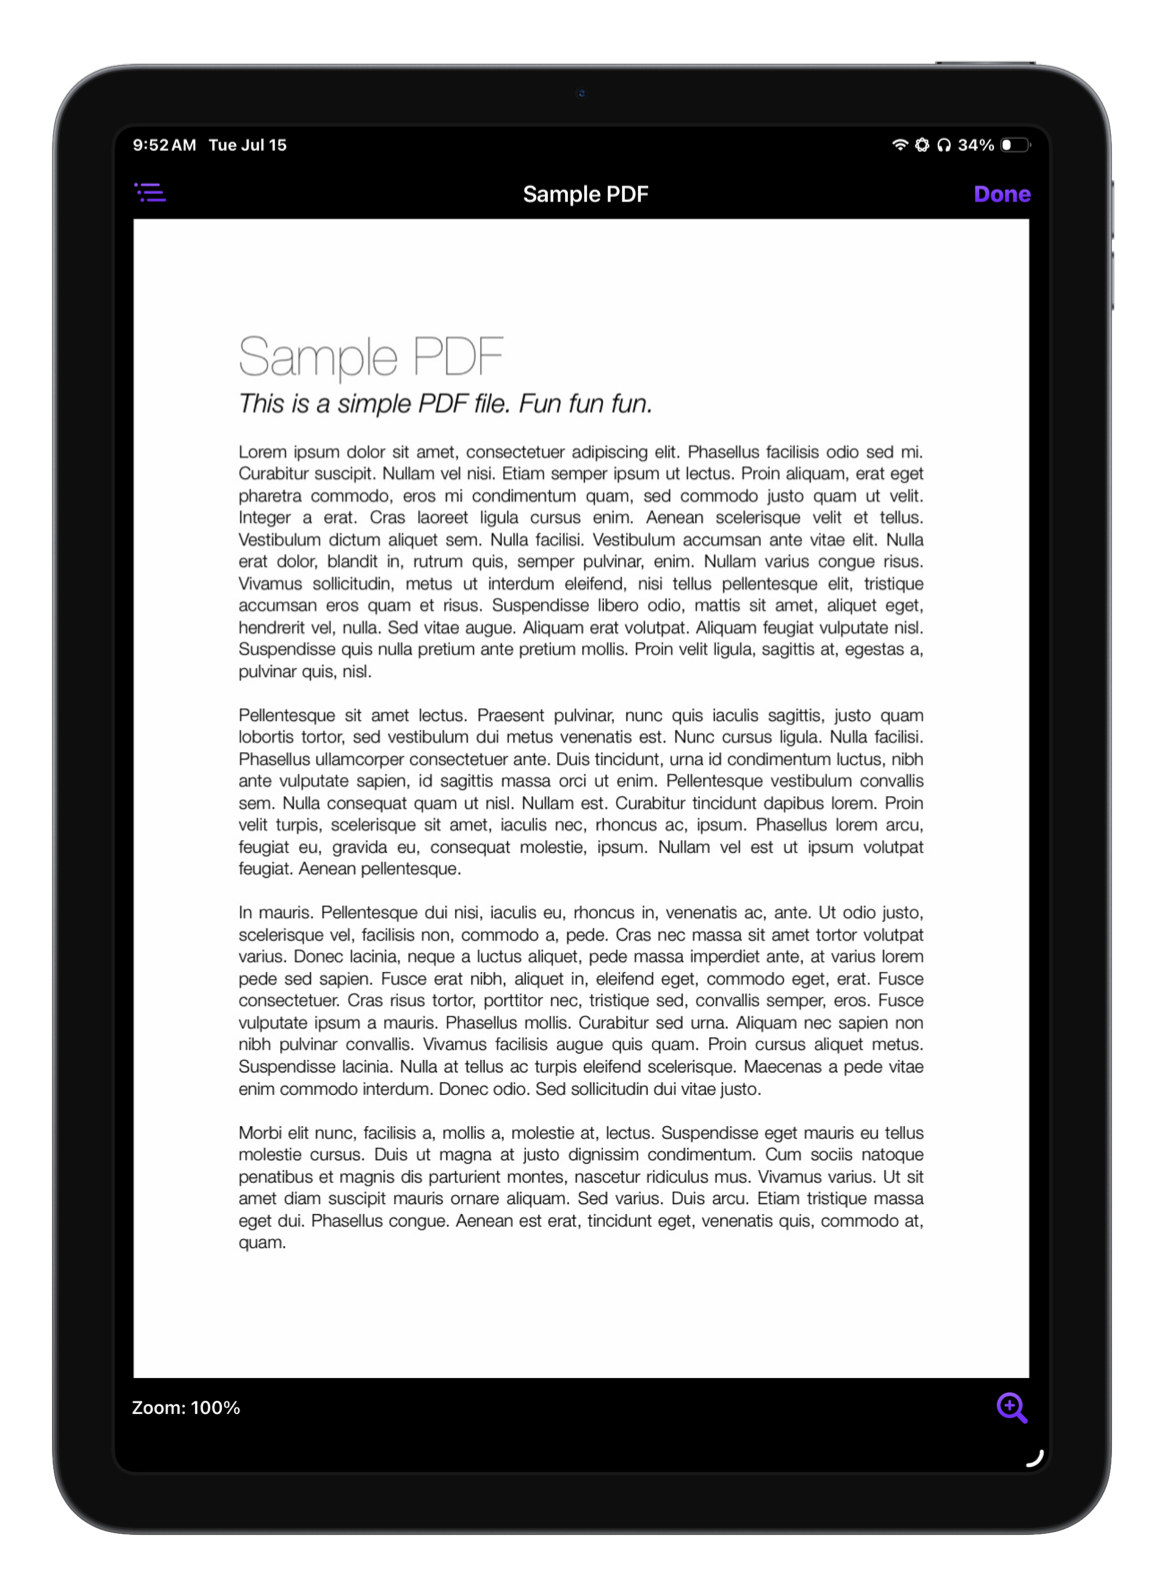 9:52 AM Tue Jul 15
34%
Sample PDF
Done
Sample PDF
This is a simple PDF file. Fun fun fun.
Lorem ipsum dolor sit amet, consectetuer adipiscing elit. Phasellus facilisis odio sed mi.
Curabitur suscipit. Nullam vel nisi. Etiam semper ipsum ut lectus. Proin aliquam, erat eget
pharetra commodo, eros mi condimentum quam, sed commodo justo quam ut velit.
Integer a erat. Cras laoreet ligula cursus enim. Aenean scelerisque velit et tellus.
Vestibulum dictum aliquet sem. Nulla facilisi. Vestibulum accumsan ante vitae elit. Nulla
erat dolor, blandit in, rutrum quis, semper pulvinar, enim. Nullam varius congue risus.
Vivamus sollicitudin, metus ut interdum eleifend, nisi tellus pellentesque elit, tristique
accumsan eros quam et risus. Suspendisse libero odio, mattis sit amet, aliquet eget,
hendrerit vel, nulla. Sed vitae augue. Aliquam erat volutpat. Aliquam feugiat vulputate nisl.
Suspendisse quis nulla pretium ante pretium mollis. Proin velit ligula, sagittis at, egestas a,
pulvinar quis, nisl.
Pellentesque sit amet lectus. Praesent pulvinar, nunc quis iaculis sagittis, justo quam
lobortis tortor, sed vestibulum dui metus venenatis est. Nunc cursus ligula. Nulla facilisi.
Phasellus ullamcorper consectetuer ante. Duis tincidunt, urna id condimentum luctus, nibh
ante vulputate sapien, id sagittis massa orci ut enim. Pellentesque vestibulum convallis
sem. Nulla consequat quam ut nisl. Nullam est. Curabitur tincidunt dapibus lorem. Proin
velit turpis, scelerisque sit amet, iaculis nec, rhoncus ac, ipsum. Phasellus lorem arcu,
feugiat eu, gravida eu, consequat molestie, ipsum. Nullam vel est ut ipsum volutpat
feugiat. Aenean pellentesque.
In mauris. Pellentesque dui nisi, iaculis eu, rhoncus in, venenatis ac, ante. Ut odio justo,
scelerisque vel, facilisis non, commodo a, pede. Cras nec massa sit amet tortor volutpat
varius. Donec lacinia, neque a luctus aliquet, pede massa imperdiet ante, at varius lorem
pede sed sapien. Fusce erat nibh, aliquet in, eleifend eget, commodo eget, erat. Fusce
consectetuer. Cras risus tortor, porttitor nec, tristique sed, convallis semper, eros. Fusce
vulputate ipsum a mauris. Phasellus mollis. Curabitur sed urna. Aliquam nec sapien non
nibh pulvinar convallis. Vivamus facilisis augue quis quam. Proin cursus aliquet metus.
Suspendisse lacinia. Nulla at tellus ac turpis eleifend scelerisque. Maecenas a pede vitae
enim commodo interdum. Donec odio. Sed sollicitudin dui vitae justo.
Morbi elit nunc, facilisis a, mollis a, molestie at, lectus. Suspendisse eget mauris eu tellus
molestie cursus. Duis ut magna at justo dignissim condimentum. Cum sociis natoque
penatibus et magnis dis parturient montes, nascetur ridiculus mus. Vivamus varius. Ut sit
amet diam suscipit mauris ornare aliquam. Sed varius. Duis arcu. Etiam tristique massa
eget dui. Phasellus congue. Aenean est erat, tincidunt eget, venenatis quis, commodo at,
quam.
Zoom: 100%